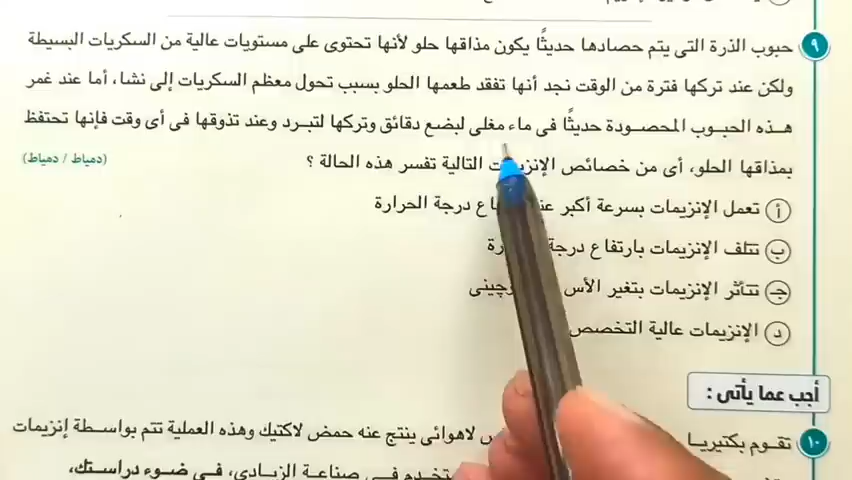 ٩ حبوب الذرة التى يتم حصادها حديثًا يكون مذاقها حلو لأنها تحتوى على مستويات عالية من السكريات البسيطة
ولكن عند تركها فترة من الوقت نجد أنها تفقد طعمها الحلو بسبب تحول معظم السكريات إلى نشا، أما عند غمر
هذه الحبوب المحصودة حديثًا فى ماء مغلى لبضع دقائق وتركها لتبرد وعند تذوقها فى أى وقت فإنها تحتفظ
بمذاقها الحلو، أى من خصائص الإنزيمات التالية تفسر هذه الحالة ؟ (دمياط / دمياط)
أ تعمل الإنزيمات بسرعة أكبر درجة الحرارة
ب تتلف الإنزيمات بارتفاع درجة
جـ تتأثر الإنزيمات بتغير الأس
د الإنزيمات عالية التخصص
أجب عما يأتى :
١٠ تقوم بكتيريا لاهوائى ينتج عنه حمض لاكتيك وهذه العملية تتم بواسطة إنزيمات
فى صناعة الزبادى، فى ضوء دراستك،